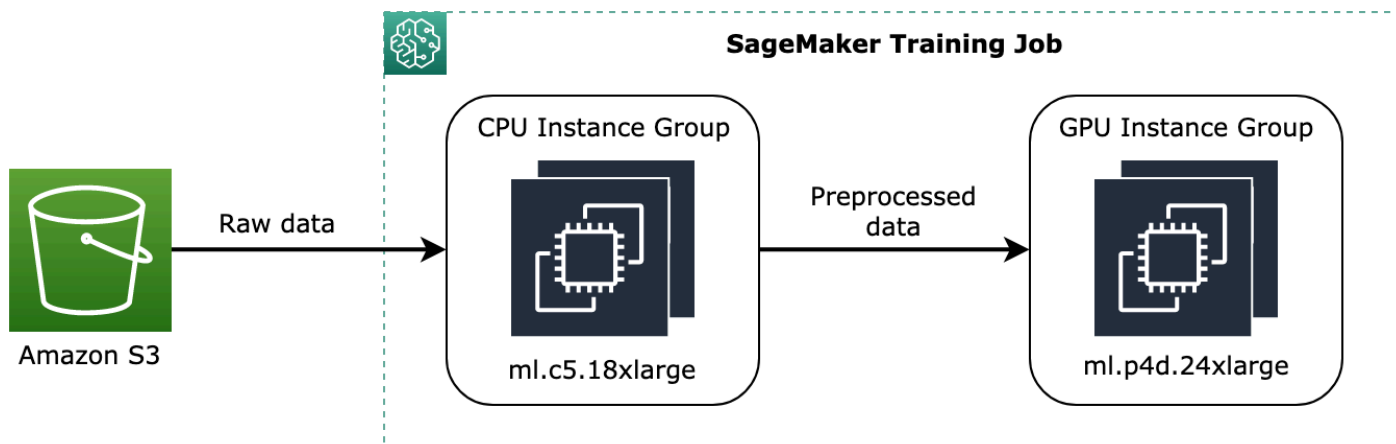 SageMaker Training Job
CPU Instance Group
GPU Instance Group
Raw data
Preprocessed
data
Amazon S3
ml.c5.18xlarge
ml.p4d.24xlarge